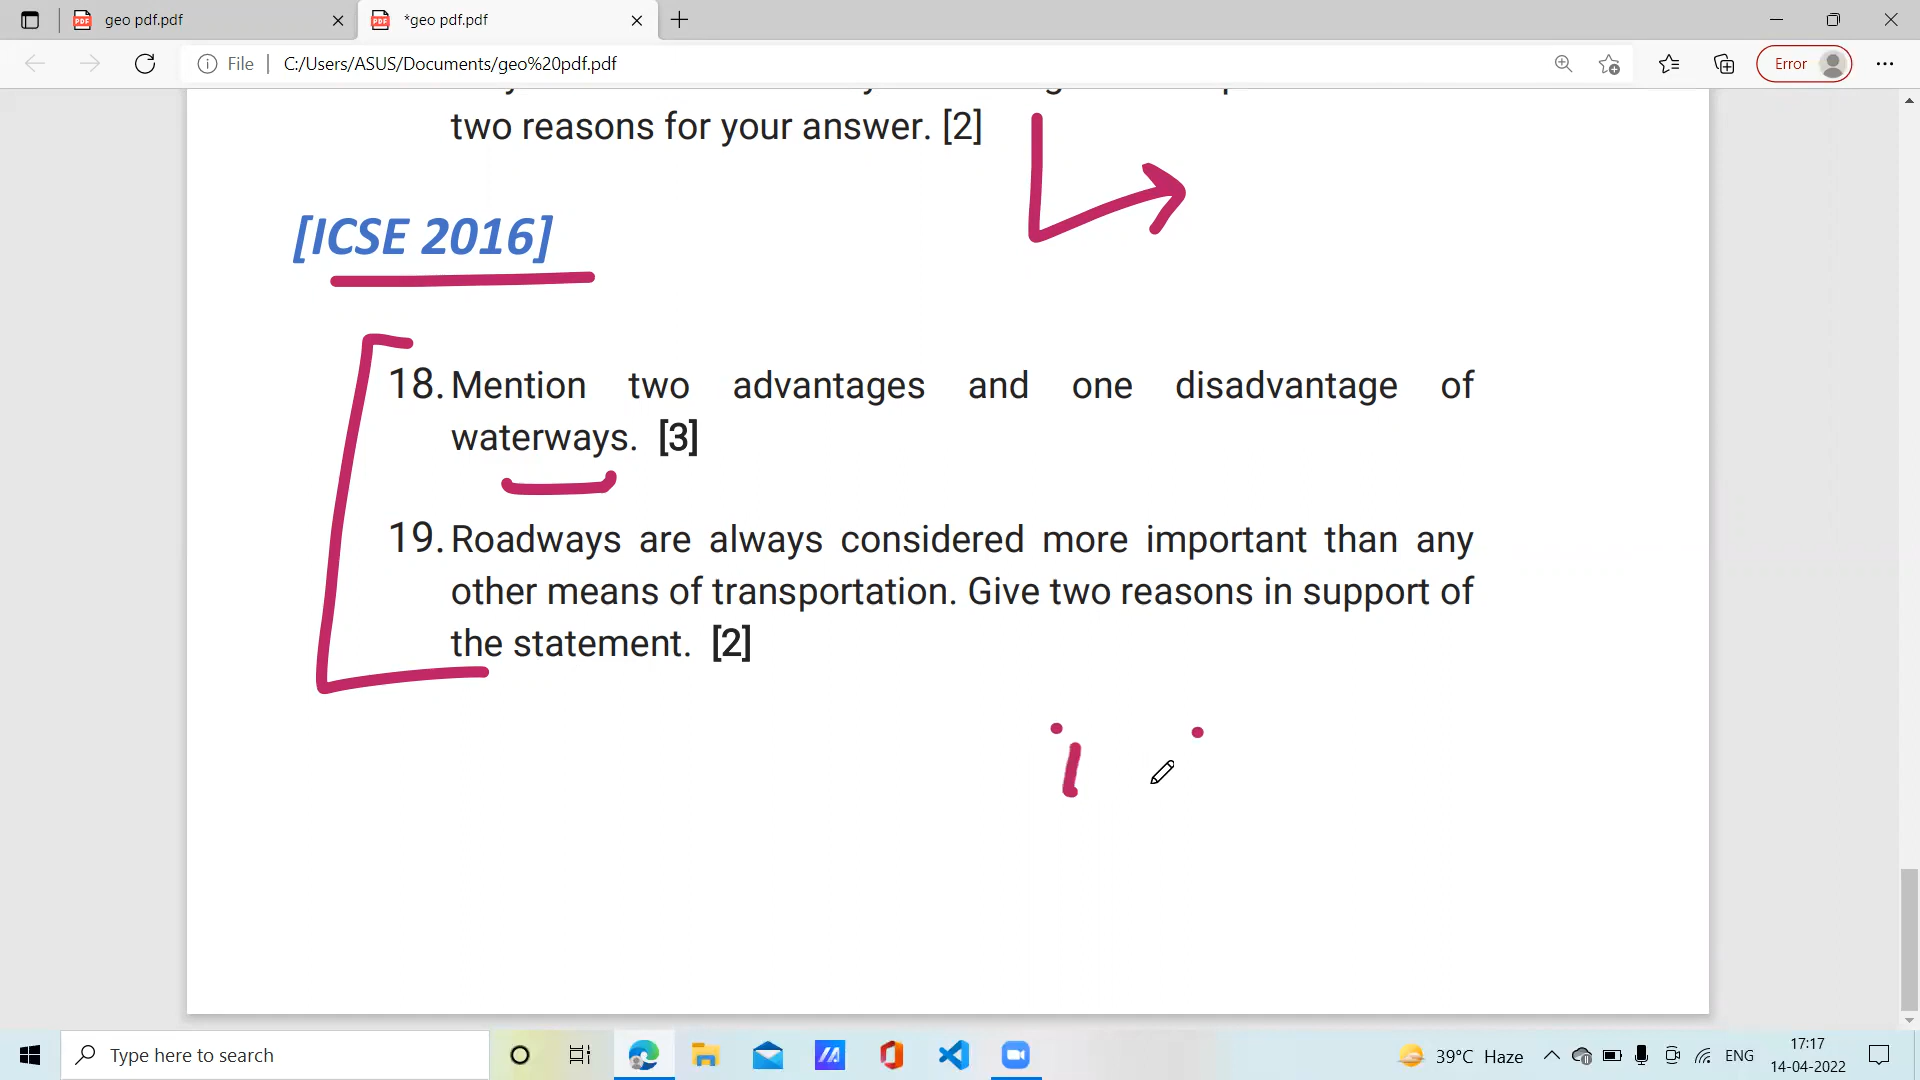 geo pdf.pdf
*geo pdf.pdf
File
C:/Users/ASUS/Documents/geo%20pdf.pdf
Error
two reasons for your answer. [2]
[ICSE 2016]
18. Mention two advantages and one disadvantage of
waterways. [3]
19. Roadways are always considered more important than any
other means of transportation. Give two reasons in support of
the statement. [2]
Type here to search
39°C Haze
ENG
17:17
14-04-2022